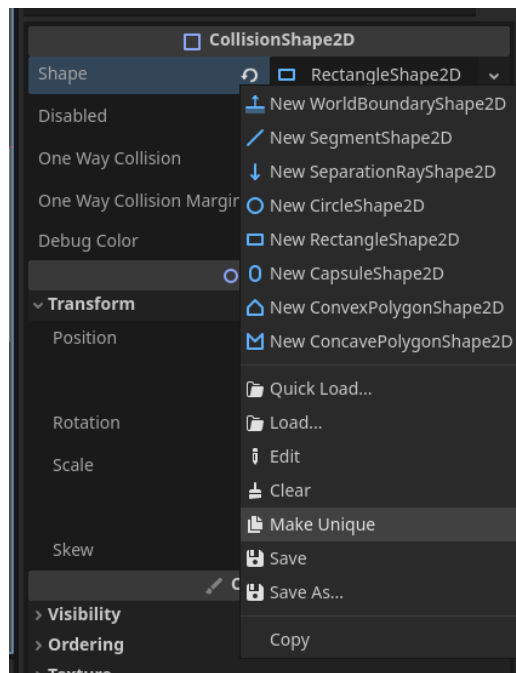 CollisionShape2D
Shape
RectangleShape2D
Disabled
One Way Collision
One Way Collision Margin
Debug Color
Transform
Position
Rotation
Scale
Skew
Visibility
Ordering
New WorldBoundaryShape2D
New SegmentShape2D
New SeparationRayShape2D
New CircleShape2D
New RectangleShape2D
New CapsuleShape2D
New ConvexPolygonShape2D
New ConcavePolygonShape2D
Quick Load...
Load...
Edit
Clear
Make Unique
Save
Save As...
Copy